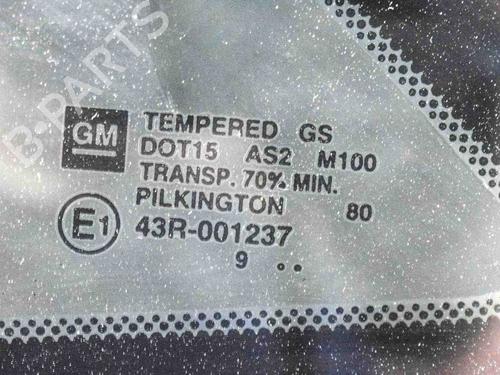 B-PARTS
GM
TEMPERED GS
DOT15 AS2 M100
TRANSP. 70% MIN.
PILKINGTON 80
E1 43R-001237
9 ..